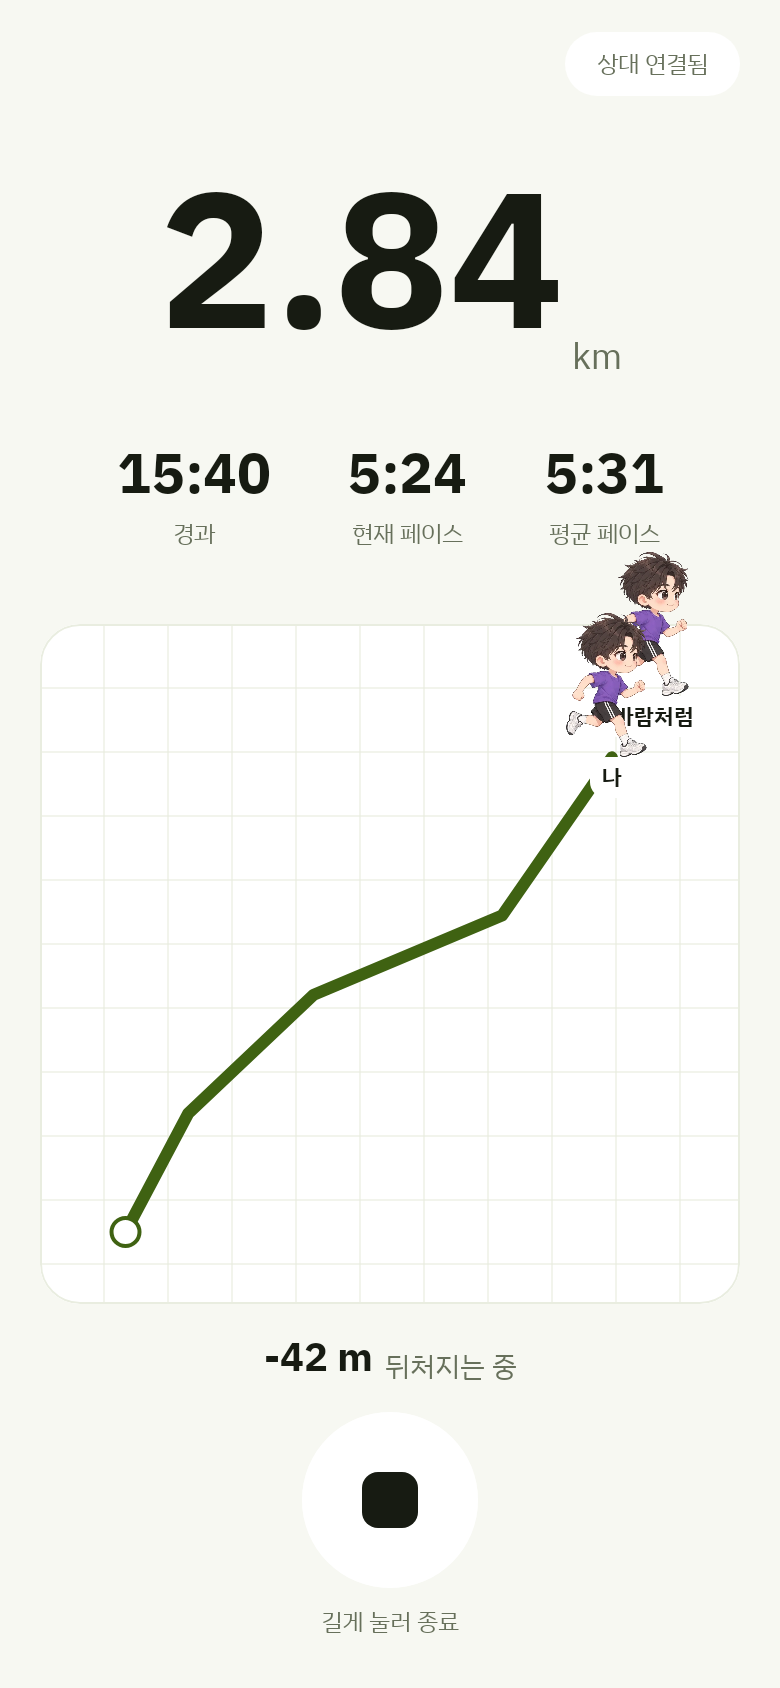 상대 연결됨
2.84 km
15:40 5:24 5:31
경과 현재 페이스 평균 페이스
바람처럼
나
-42 m 뒤처지는 중
길게 눌러 종료